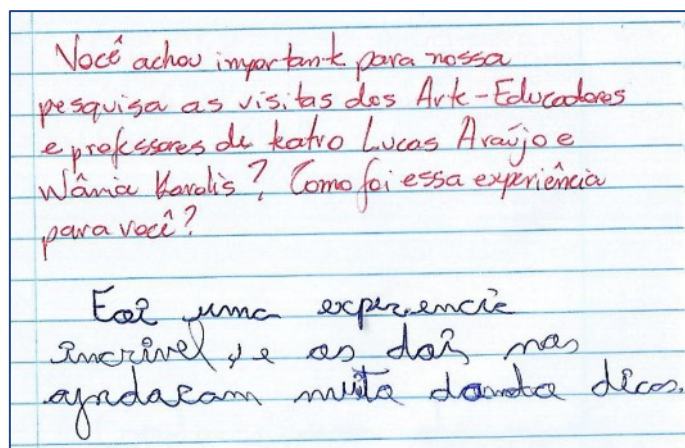 Você achou importante para nossa
pesquisa as visitas dos Arte-Educadores
e professores de teatro Lucas Araújo e
Wânia Karolis? Como foi essa experiência
para você?
Foi uma experiencia
incrivel, e os dois nos
ajudaram muito dando dicas.